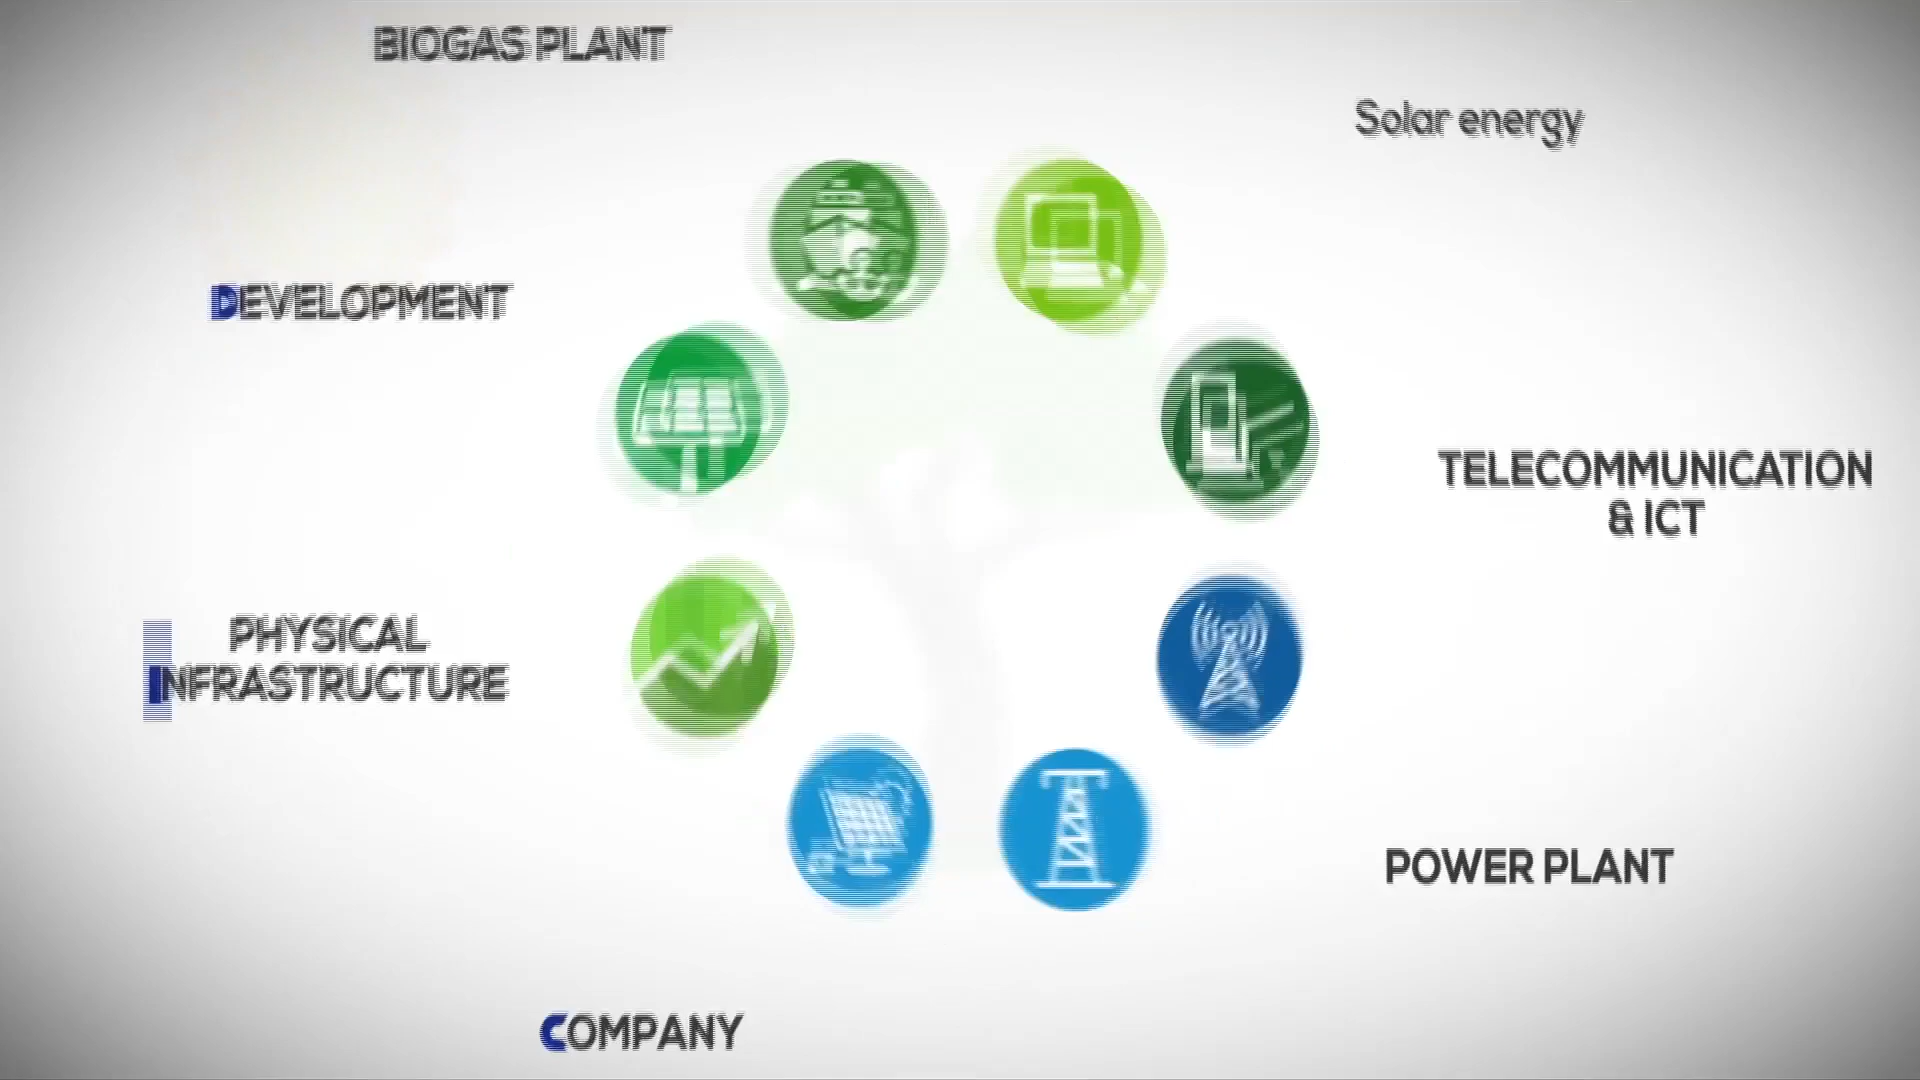 BIOGAS PLANT
Solar energy
DEVELOPMENT
TELECOMMUNICATION
& ICT
PHYSICAL
INFRASTRUCTURE
POWER PLANT
COMPANY